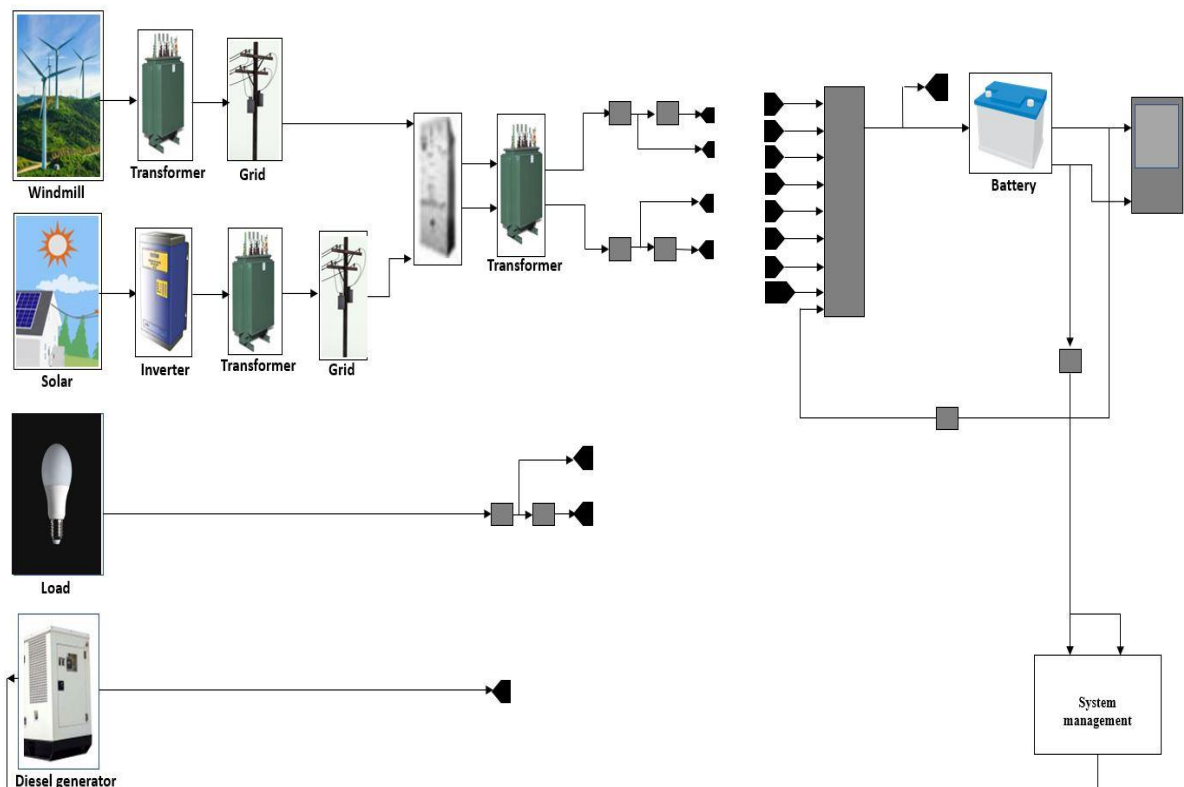 Transformer
Grid
Windmill
Battery
Transformer
Inverter
Transformer
Grid
Solar
Load
System
management
Diesel generator